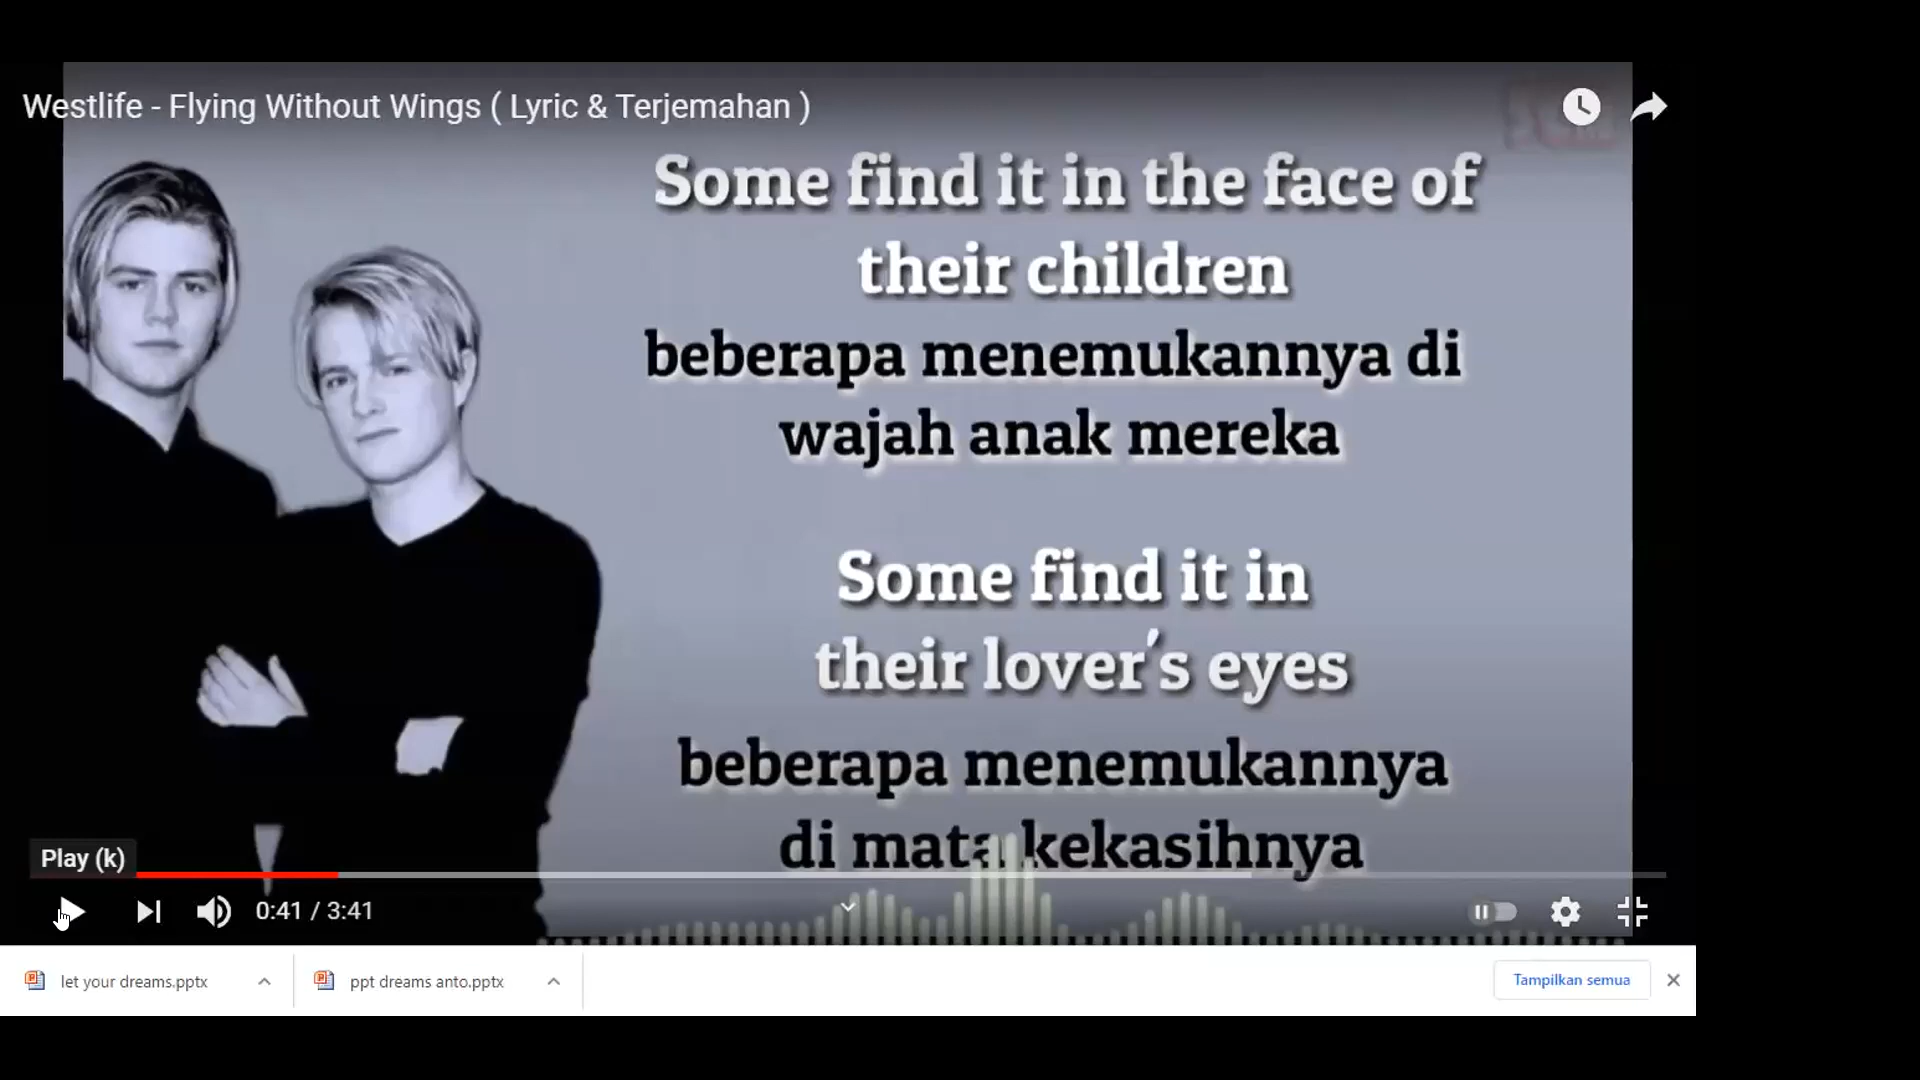 Westlife - Flying Without Wings ( Lyric & Terjemahan )
Some find it in the face of
their children
beberapa menemukannya di
wajah anak mereka
Some find it in
their lover's eyes
beberapa menemukannya
di mata kekasihnya
Play (k)
0:41 / 3:41
let your dreams.pptx
ppt dreams anto.pptx
Tampilkan semua